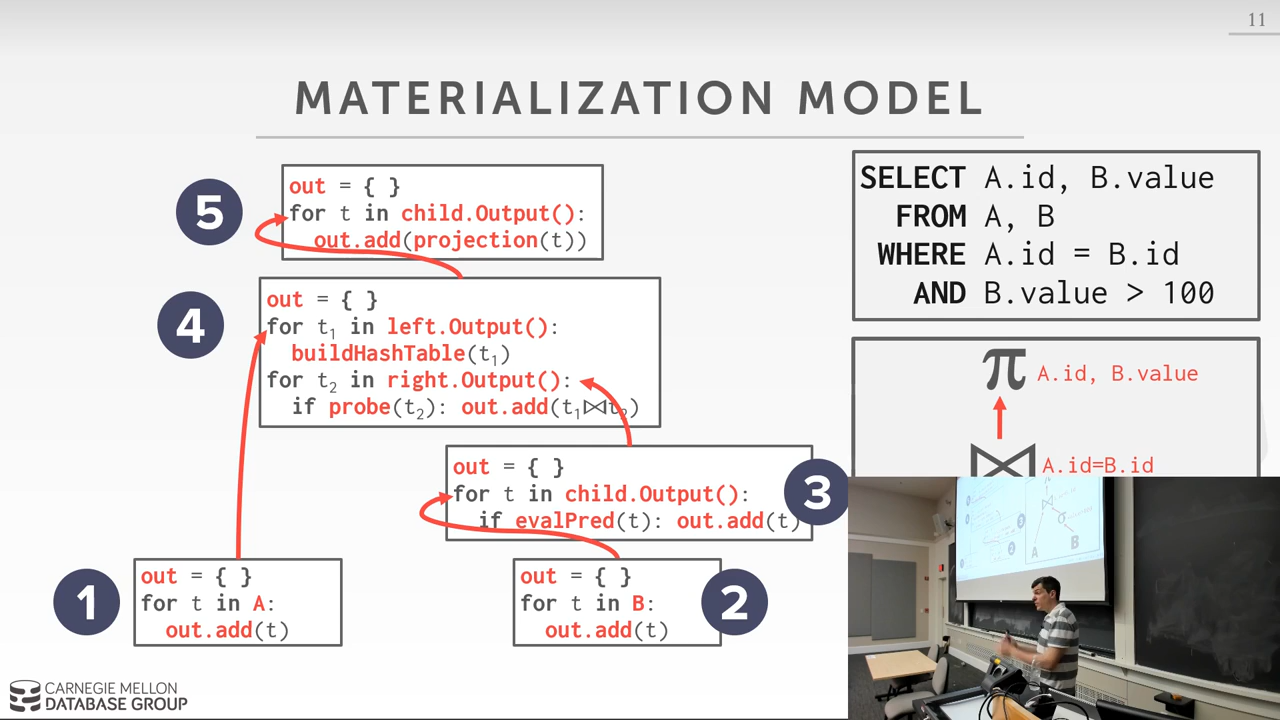 11
MATERIALIZATION MODEL
5
out = { }
for t in child.Output():
out.add(projection(t))
4
out = { }
for t1 in left.Output():
buildHashTable(t1)
for t2 in right.Output():
if probe(t2): out.add(t1⨝t2)
3
out = { }
for t in child.Output():
if evalPred(t): out.add(t)
1
out = { }
for t in A:
out.add(t)
2
out = { }
for t in B:
out.add(t)
SELECT A.id, B.value
FROM A, B
WHERE A.id = B.id
AND B.value > 100
π A.id, B.value
⨝ A.id=B.id
A
B
CARNEGIE MELLON
DATABASE GROUP